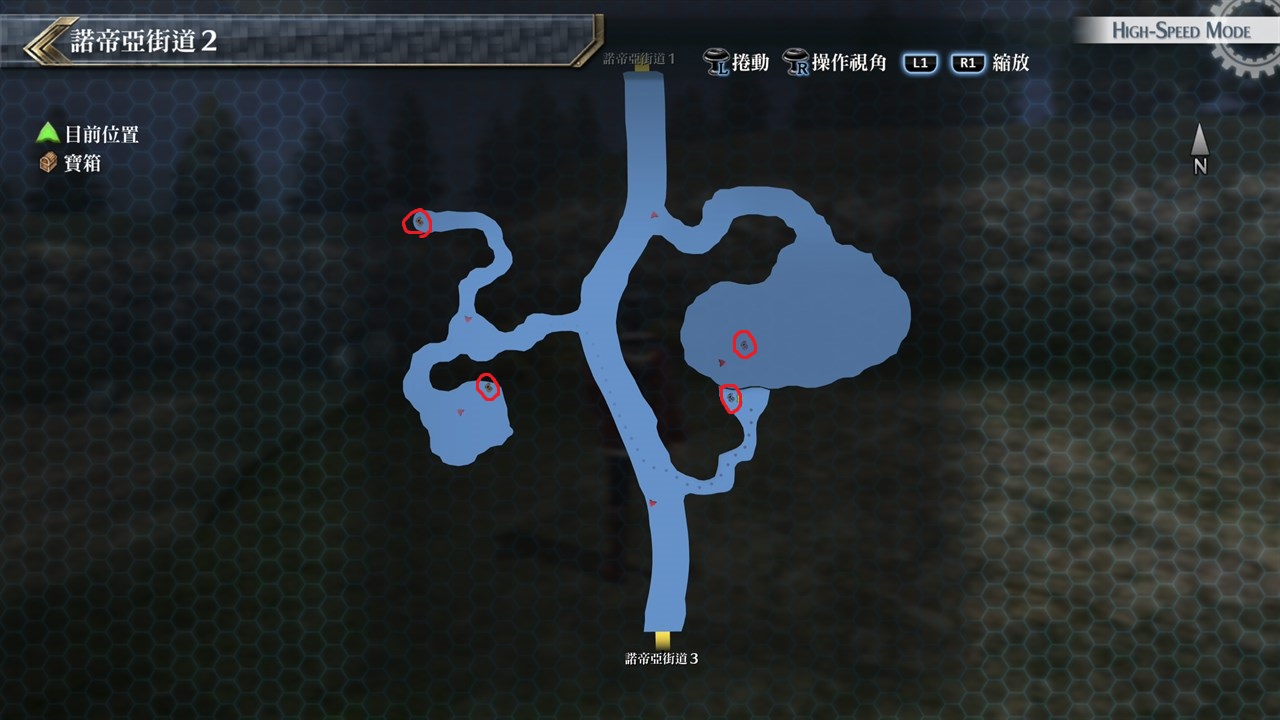 諾帝亞街道2
HIGH-SPEED MODE
諾帝亞街道1
L 捲動 R 操作視角 L1 R1 縮放
目前位置
寶箱
N
諾帝亞街道3